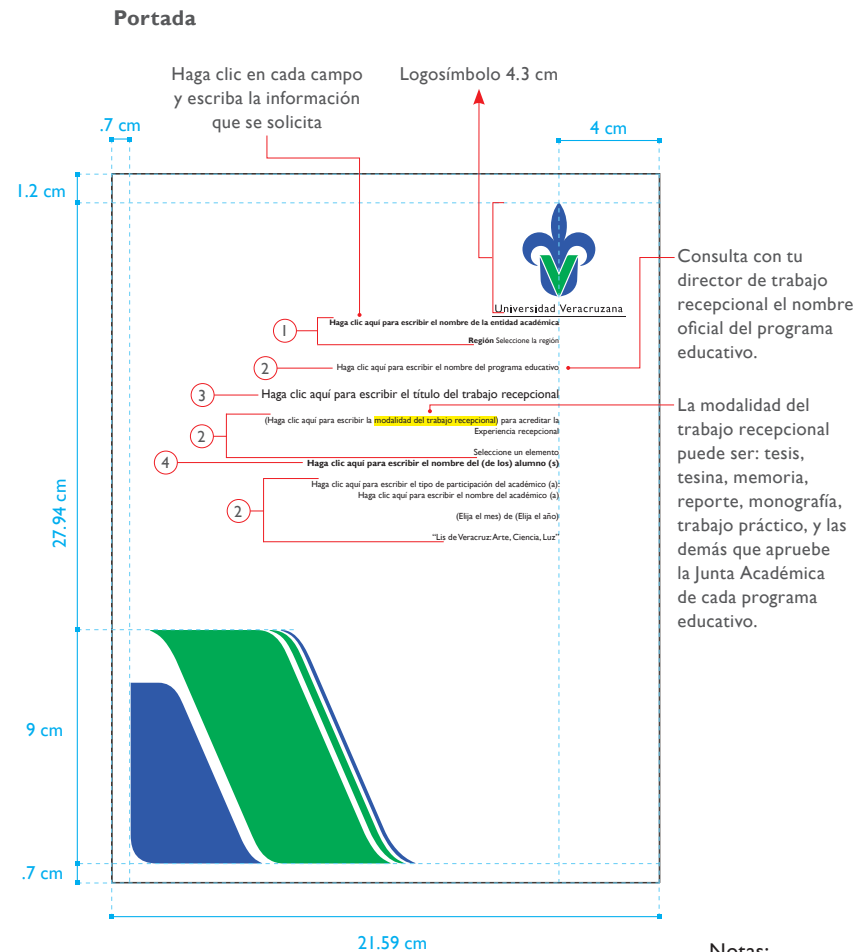 Portada
Haga clic en cada campo
y escriba la información
que se solicita
Logosímbolo 4.3 cm
.7 cm
4 cm
1.2 cm
Universidad Veracruzana
Consulta con tu
director de trabajo
recepcional el nombre
oficial del programa
educativo.
1
Haga clic aquí para escribir el nombre de la entidad académica
Región Seleccione la región
2
Haga clic aquí para escribir el nombre del programa educativo
3
Haga clic aquí para escribir el título del trabajo recepcional
2
(Haga clic aquí para escribir la modalidad del trabajo recepcional) para acreditar la
Experiencia recepcional
Seleccione un elemento
4
Haga clic aquí para escribir el nombre del (de los) alumno (s)
2
Haga clic aquí para escribir el tipo de participación del académico (a):
Haga clic aquí para escribir el nombre del académico (a)
(Elija el mes) de (Elija el año)
“Lis de Veracruz: Arte, Ciencia, Luz”
La modalidad del
trabajo recepcional
puede ser: tesis,
tesina, memoria,
reporte, monografía,
trabajo práctico, y las
demás que apruebe
la Junta Académica
de cada programa
educativo.
27.94 cm
9 cm
.7 cm
21.59 cm
Notas: